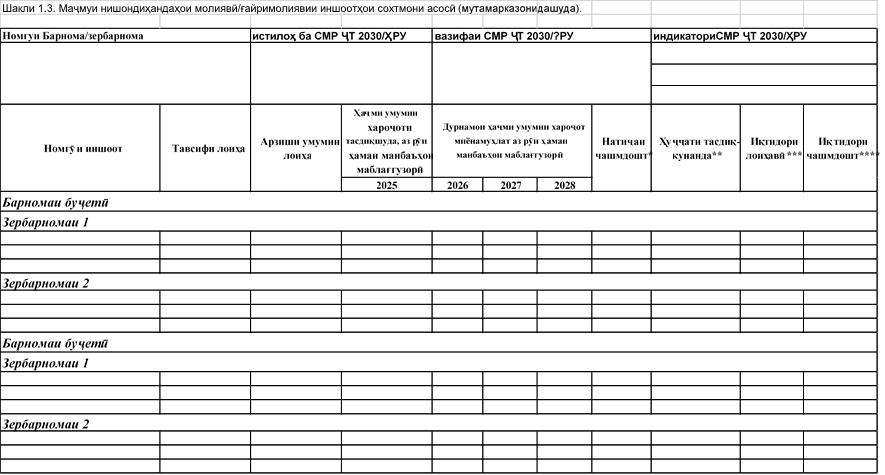 Шакли 1.3. Маҷмуи нишондиҳандаҳои молиявӣ/ғайримолиявии иншоотҳои сохтмони асосӣ (мутамарказонидашуда).
Номгуи Барнома/зербарнома
истилоҳ ба СМР ҶТ 2030/ҲРУ
вазифаи СМР ҶТ 2030/?РУ
индикториСМР ҶТ 2030/ҲРУ
Номгӯи иншоот
Тавсифи лоиҳа
Арзиши умумии
лоиҳа
Ҳаҷми умумии
хароҷоти
тасдиқшуда, аз рӯи
ҳамаи манбаъҳои
маблағгузорӣ
2025
Дурнамои ҳаҷми умумии хароҷот
миёнамуҳлат аз рӯи ҳамаи
манбаъҳои маблағгузорӣ
2026
2027
2028
Натиҷаи
чашмдошт*
Ҳуҷҷати тасдиқ-
кунанда**
Иқтидори
лоиҳавӣ ***
Иқтидори
чашмдошт****
Барномаи буҷетӣ
Зербарномаи 1
Зербарномаи 2
Барномаи буҷетӣ
Зербарномаи 1
Зербарномаи 2